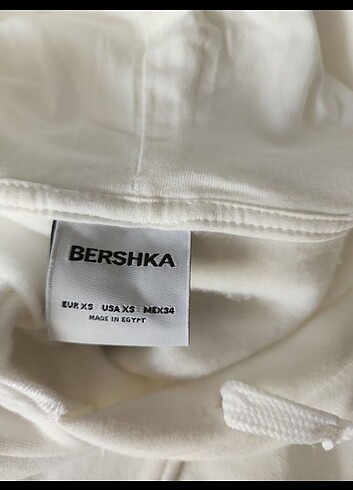 BERSHKA
EUR XS USA XS MEX34
MADE IN EGYPT